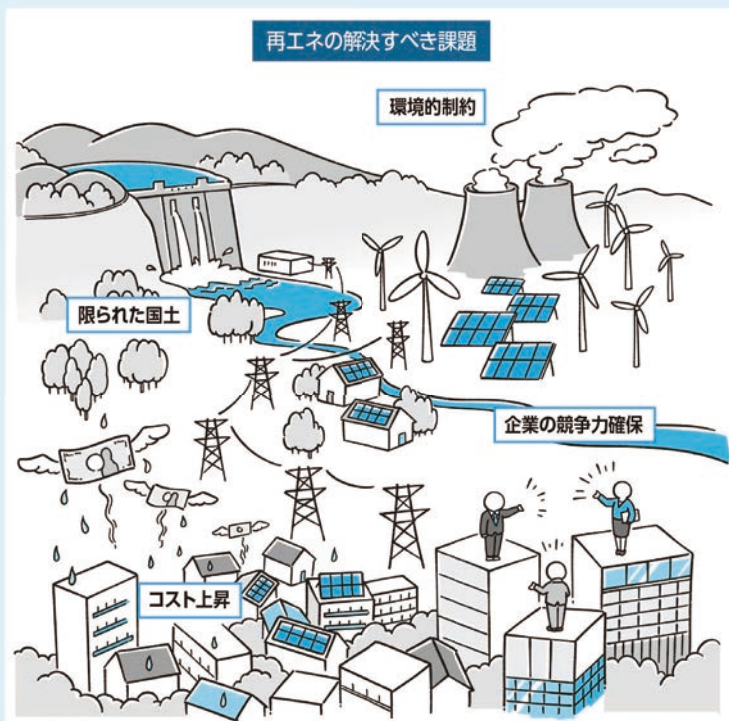 再エネの解決すべき課題
環境的制約
限られた国土
企業の競争力確保
コスト上昇